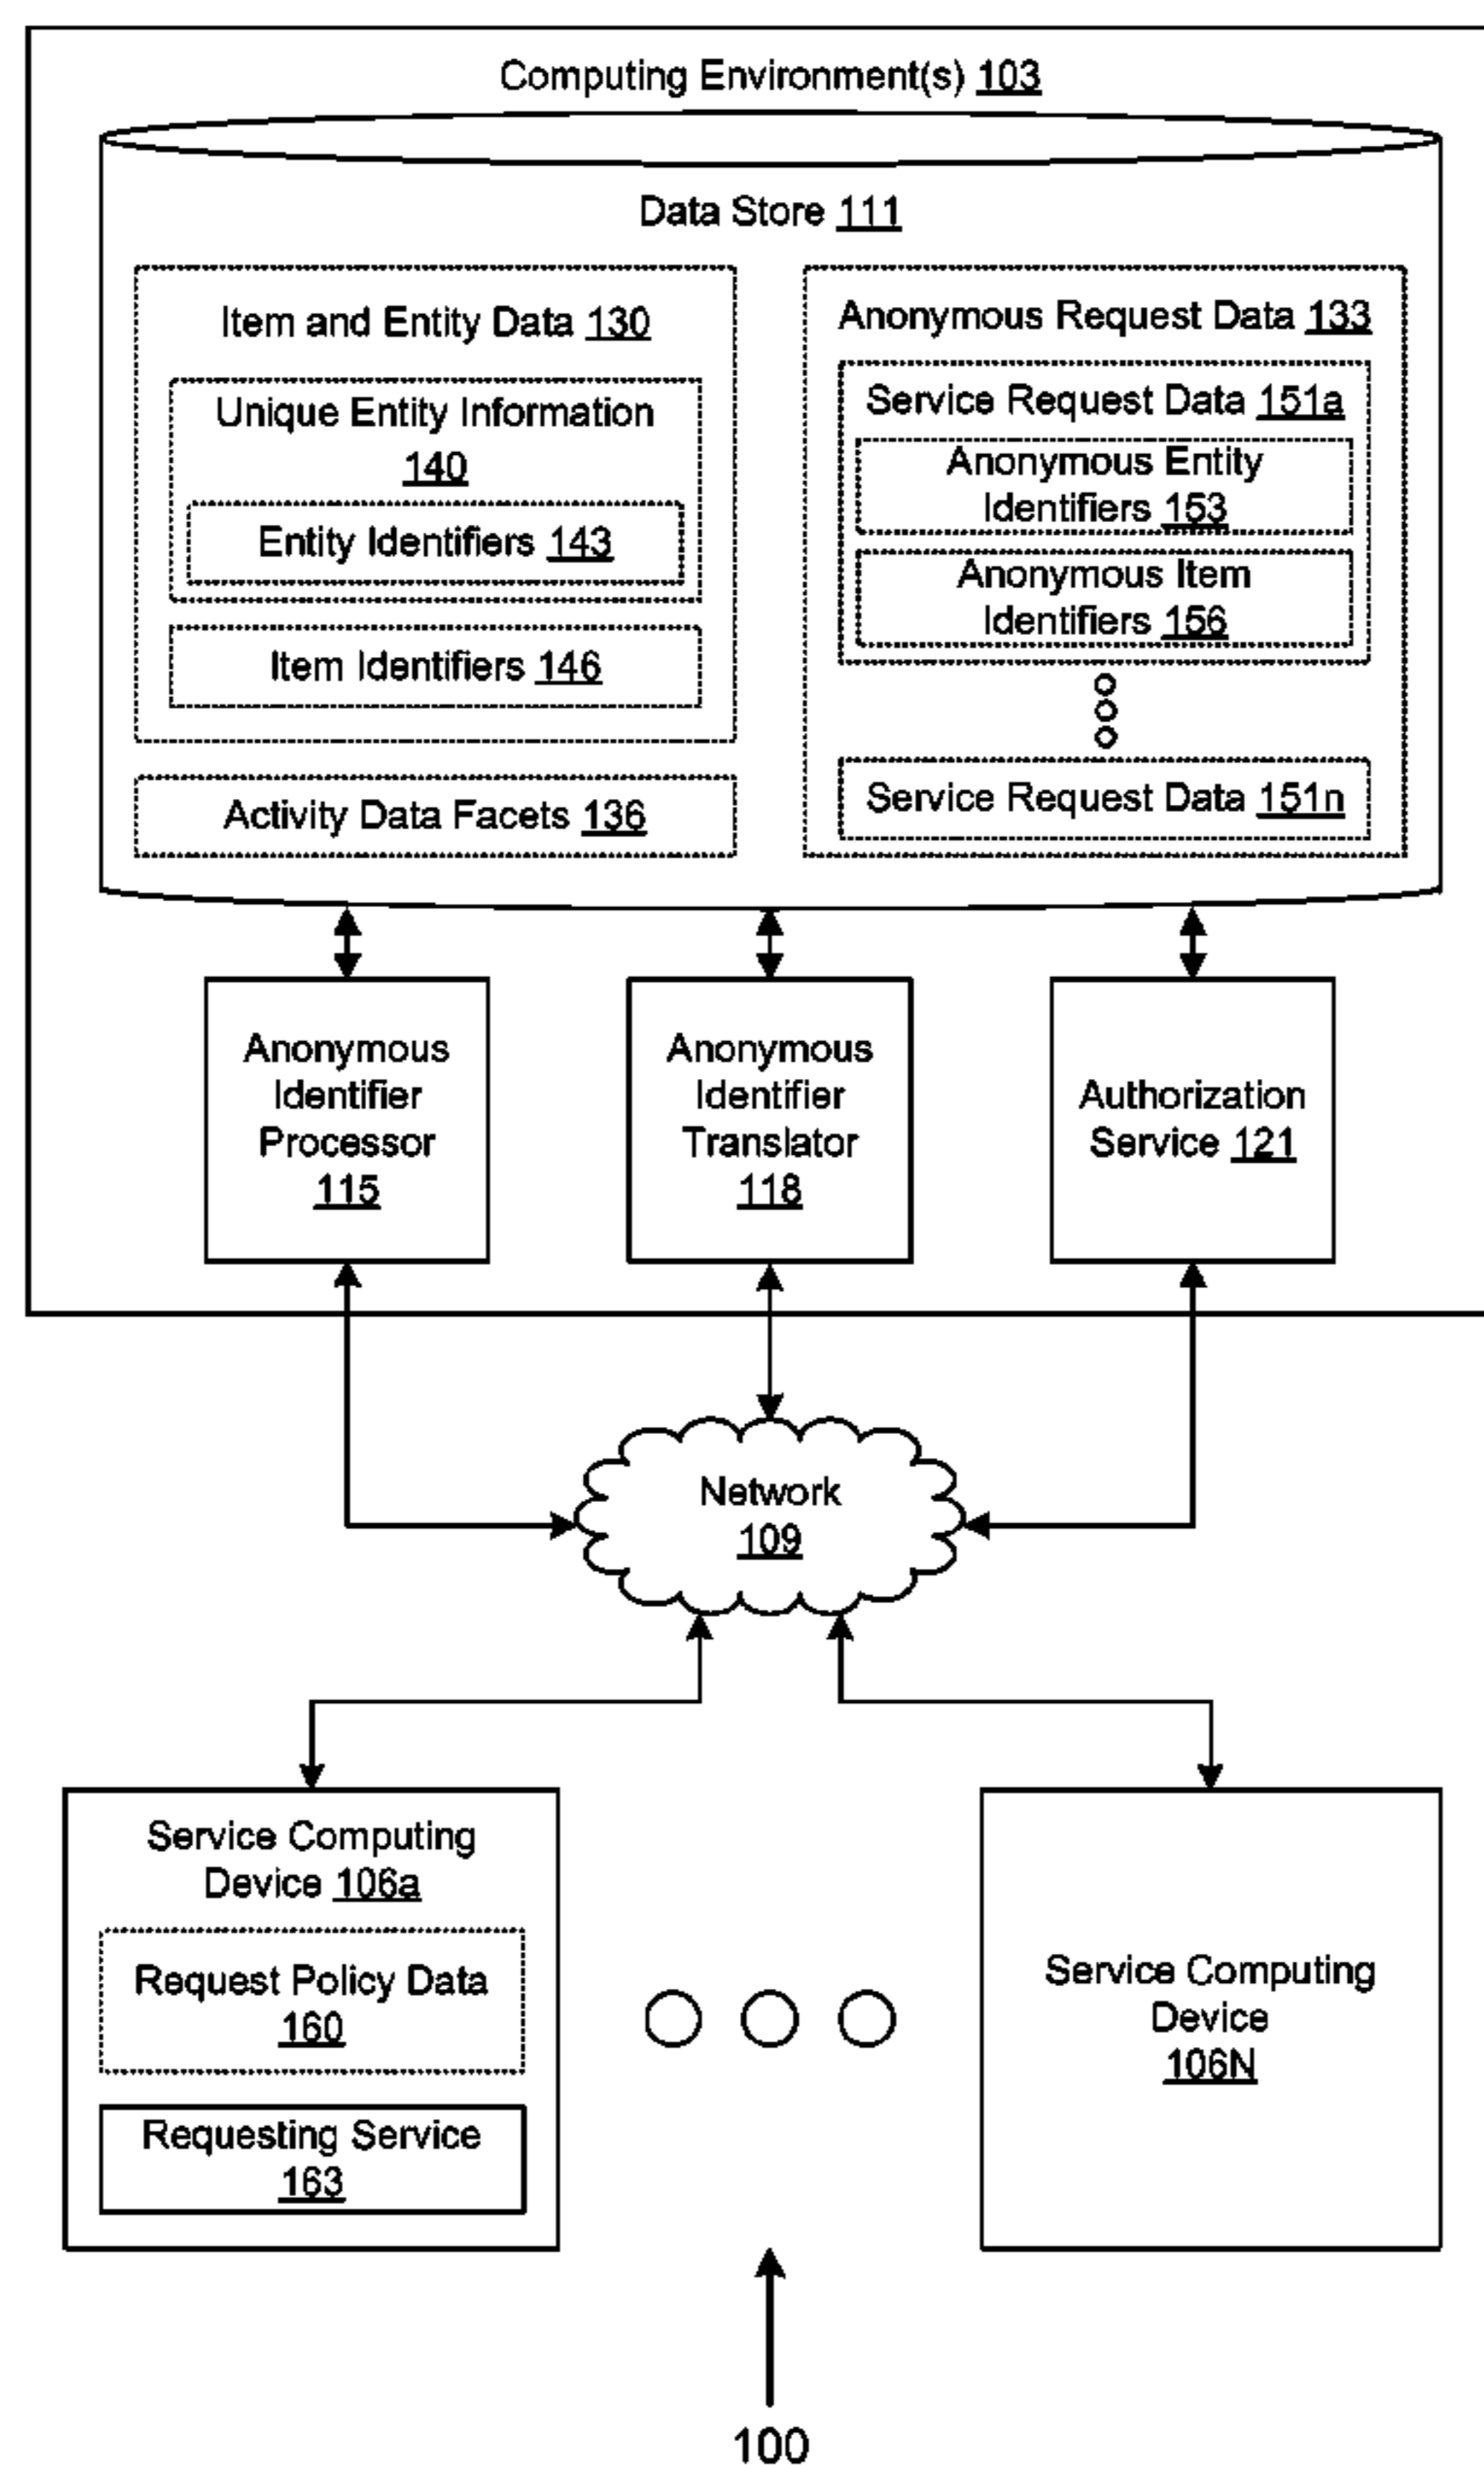 Computing Environment(s) 103
Data Store 111
Item and Entity Data 130
Unique Entity Information
140
Entity Identifiers 143
Item Identifiers 146
Activity Data Facets 136
Anonymous Request Data 133
Service Request Data 151a
Anonymous Entity
Identifiers 153
Anonymous Item
Identifiers 156
Service Request Data 151n
Anonymous
Identifier
Processor
115
Anonymous
Identifier
Translator
118
Authorization
Service 121
Network
109
Service Computing
Device 106a
Request Policy Data
160
Requesting Service
163
Service Computing
Device
106N
100